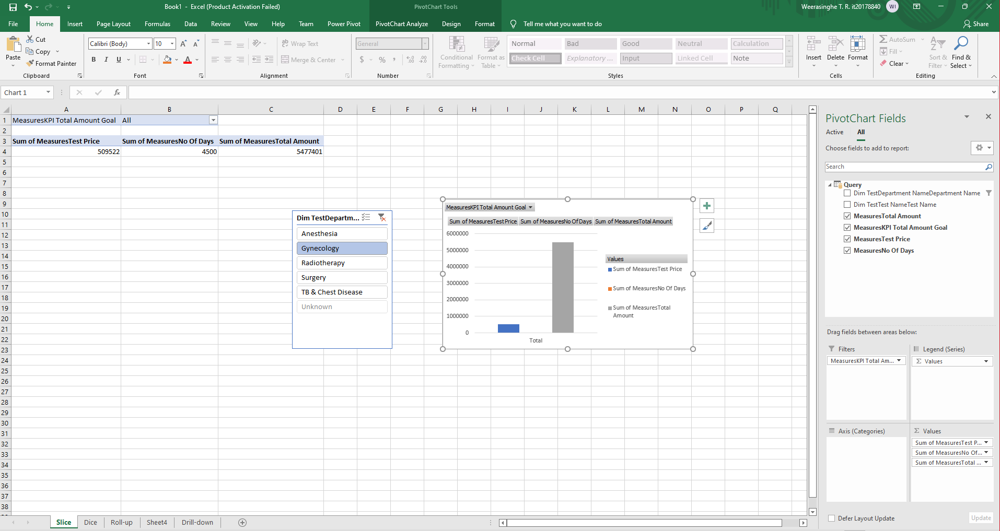 Book1 - Excel (Product Activation Failed)
PivotChart Tools
Weerasinghe T. R. it20178840
WI
File
Home
Insert
Page Layout
Formulas
Data
Review
View
Help
Team
Power Pivot
PivotChart Analyze
Design
Format
Tell me what you want to do
Share
Paste
Cut
Copy
Format Painter
Clipboard
Calibri (Body)
10
B I U
Font
ab Wrap Text
Merge & Center
Alignment
General
$ % ,
Number
Conditional
Formatting
Format as
Table
Normal
Bad
Good
Neutral
Calculation
Check Cell
Explanatory ...
Input
Linked Cell
Note
Styles
Insert
Delete
Format
Cells
AutoSum
Fill
Clear
Sort &
Filter
Find &
Select
Editing
Chart 1
fx
A B C D E F G H I J K L M N O P Q
1 MeasuresKPI Total Amount Goal All
2
3 Sum of MeasuresTest Price Sum of MeasuresNo Of Days Sum of MeasuresTotal Amount
4 509522 4500 5477401
5
6
7
8
9
10
11
12
13
14
15
16
17
18
19
20
21
22
23
24
25
26
27
28
29
30
31
32
33
34
35
36
37
38
Dim TestDepartm...
Anesthesia
Gynecology
Radiotherapy
Surgery
TB & Chest Disease
Unknown
MeasuresKPI Total Amount Goal
Sum of MeasuresTest Price
Sum of MeasuresNo Of Days
Sum of MeasuresTotal Amount
6000000
5000000
4000000
3000000
2000000
1000000
0
Total
Values
Sum of MeasuresTest Price
Sum of MeasuresNo Of Days
Sum of MeasuresTotal
Amount
PivotChart Fields
Active
All
Choose fields to add to report:
Search
Query
Dim TestDepartment NameDepartment Name
Dim TestTest NameTest Name
MeasuresTotal Amount
MeasuresKPI Total Amount Goal
MeasuresTest Price
MeasuresNo Of Days
Drag fields between areas below:
Filters
MeasuresKPI Total Am...
Legend (Series)
Σ Values
Axis (Categories)
Σ Values
Sum of MeasuresTest P...
Sum of MeasuresNo Of...
Sum of MeasuresTotal ...
Defer Layout Update
Update
Slice
Dice
Roll-up
Sheet4
Drill-down